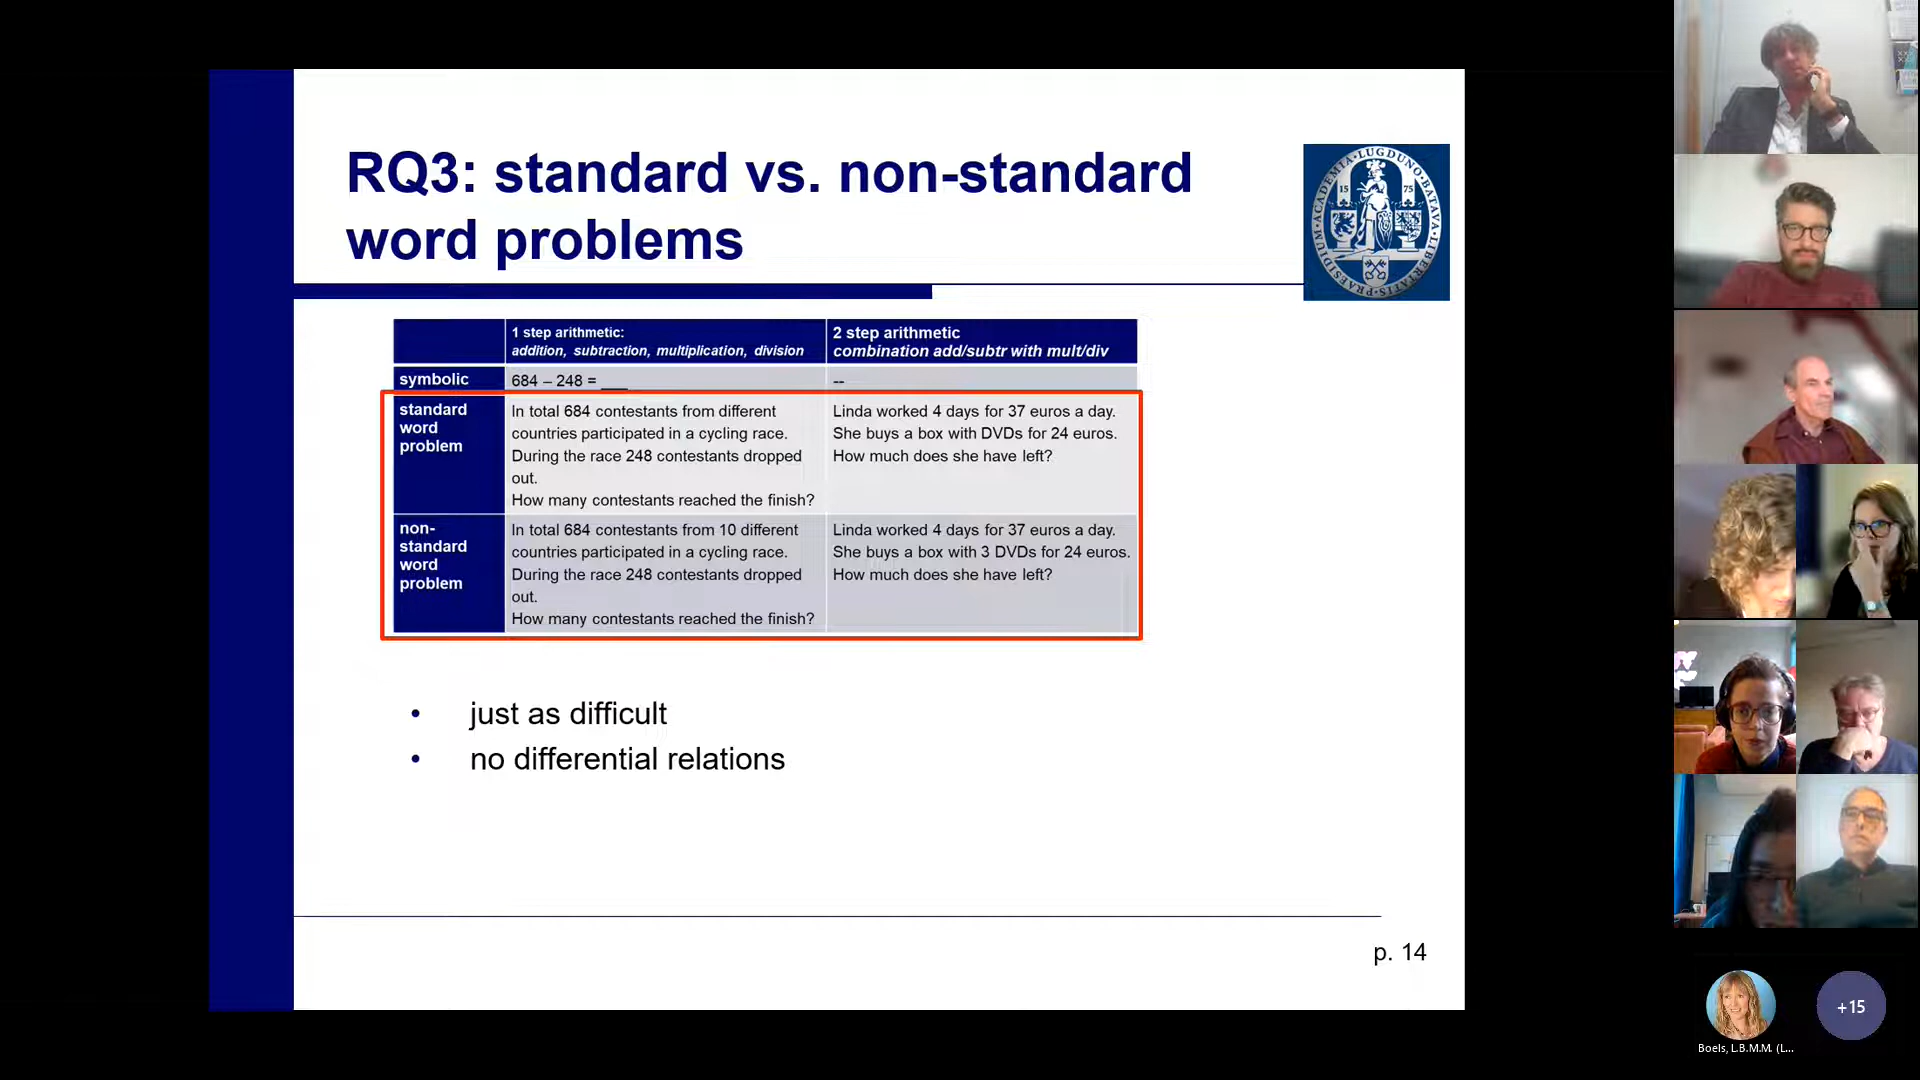 RQ3: standard vs. non-standard
word problems
ACADEMIA LUGDUNO BATAVA LIBERTATIS PRAESIDIUM
15 75
1 step arithmetic:
addition, subtraction, multiplication, division
2 step arithmetic
combination add/subtr with mult/div
symbolic
684 – 248 = ___
--
standard
word
problem
In total 684 contestants from different
countries participated in a cycling race.
During the race 248 contestants dropped
out.
How many contestants reached the finish?
Linda worked 4 days for 37 euros a day.
She buys a box with DVDs for 24 euros.
How much does she have left?
non-
standard
word
problem
In total 684 contestants from 10 different
countries participated in a cycling race.
During the race 248 contestants dropped
out.
How many contestants reached the finish?
Linda worked 4 days for 37 euros a day.
She buys a box with 3 DVDs for 24 euros.
How much does she have left?
• just as difficult
• no differential relations
p. 14
+15
Boels, L.B.M.M. (L...